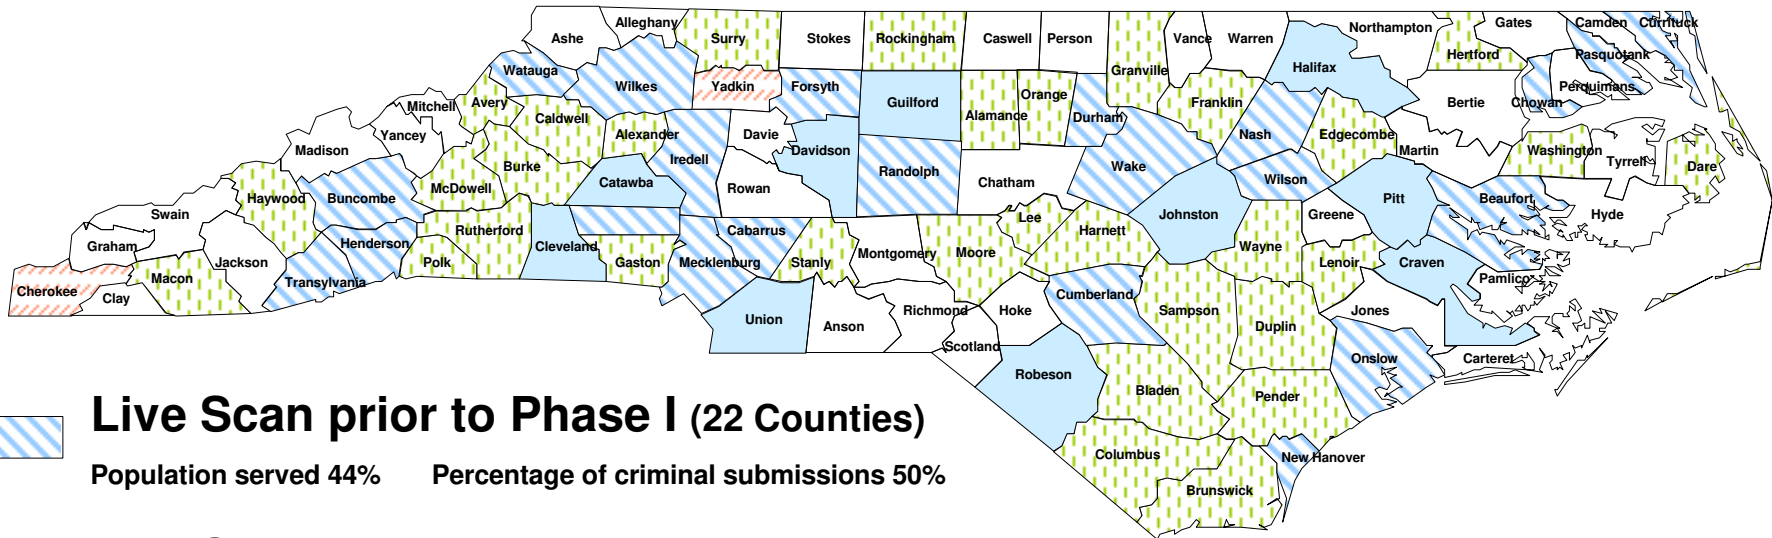 Alleghany
Ashe
Surry
Stokes
Rockingham
Caswell
Person
Vance
Warren
Northampton
Gates
Camden
Currituck
Hertford
Pasquotank
Watauga
Wilkes
Yadkin
Forsyth
Guilford
Granville
Halifax
Perquimans
Chowan
Bertie
Mitchell
Avery
Caldwell
Alexander
Iredell
Davie
Davidson
Alamance
Orange
Durham
Franklin
Nash
Edgecombe
Martin
Washington
Tyrrell
Dare
Yancey
Madison
Burke
McDowell
Catawba
Rowan
Randolph
Chatham
Wake
Wilson
Pitt
Beaufort
Hyde
Haywood
Buncombe
Swain
Graham
Jackson
Henderson
Rutherford
Cleveland
Cabarrus
Lee
Johnston
Greene
Macon
Transylvania
Polk
Gaston
Mecklenburg
Stanly
Montgomery
Moore
Harnett
Wayne
Lenoir
Craven
Pamlico
Cherokee
Clay
Union
Anson
Richmond
Hoke
Cumberland
Sampson
Duplin
Jones
Scotland
Robeson
Bladen
Pender
Onslow
Carteret
Columbus
Brunswick
New Hanover
Live Scan prior to Phase I (22 Counties)
Population served 44% Percentage of criminal submissions 50%